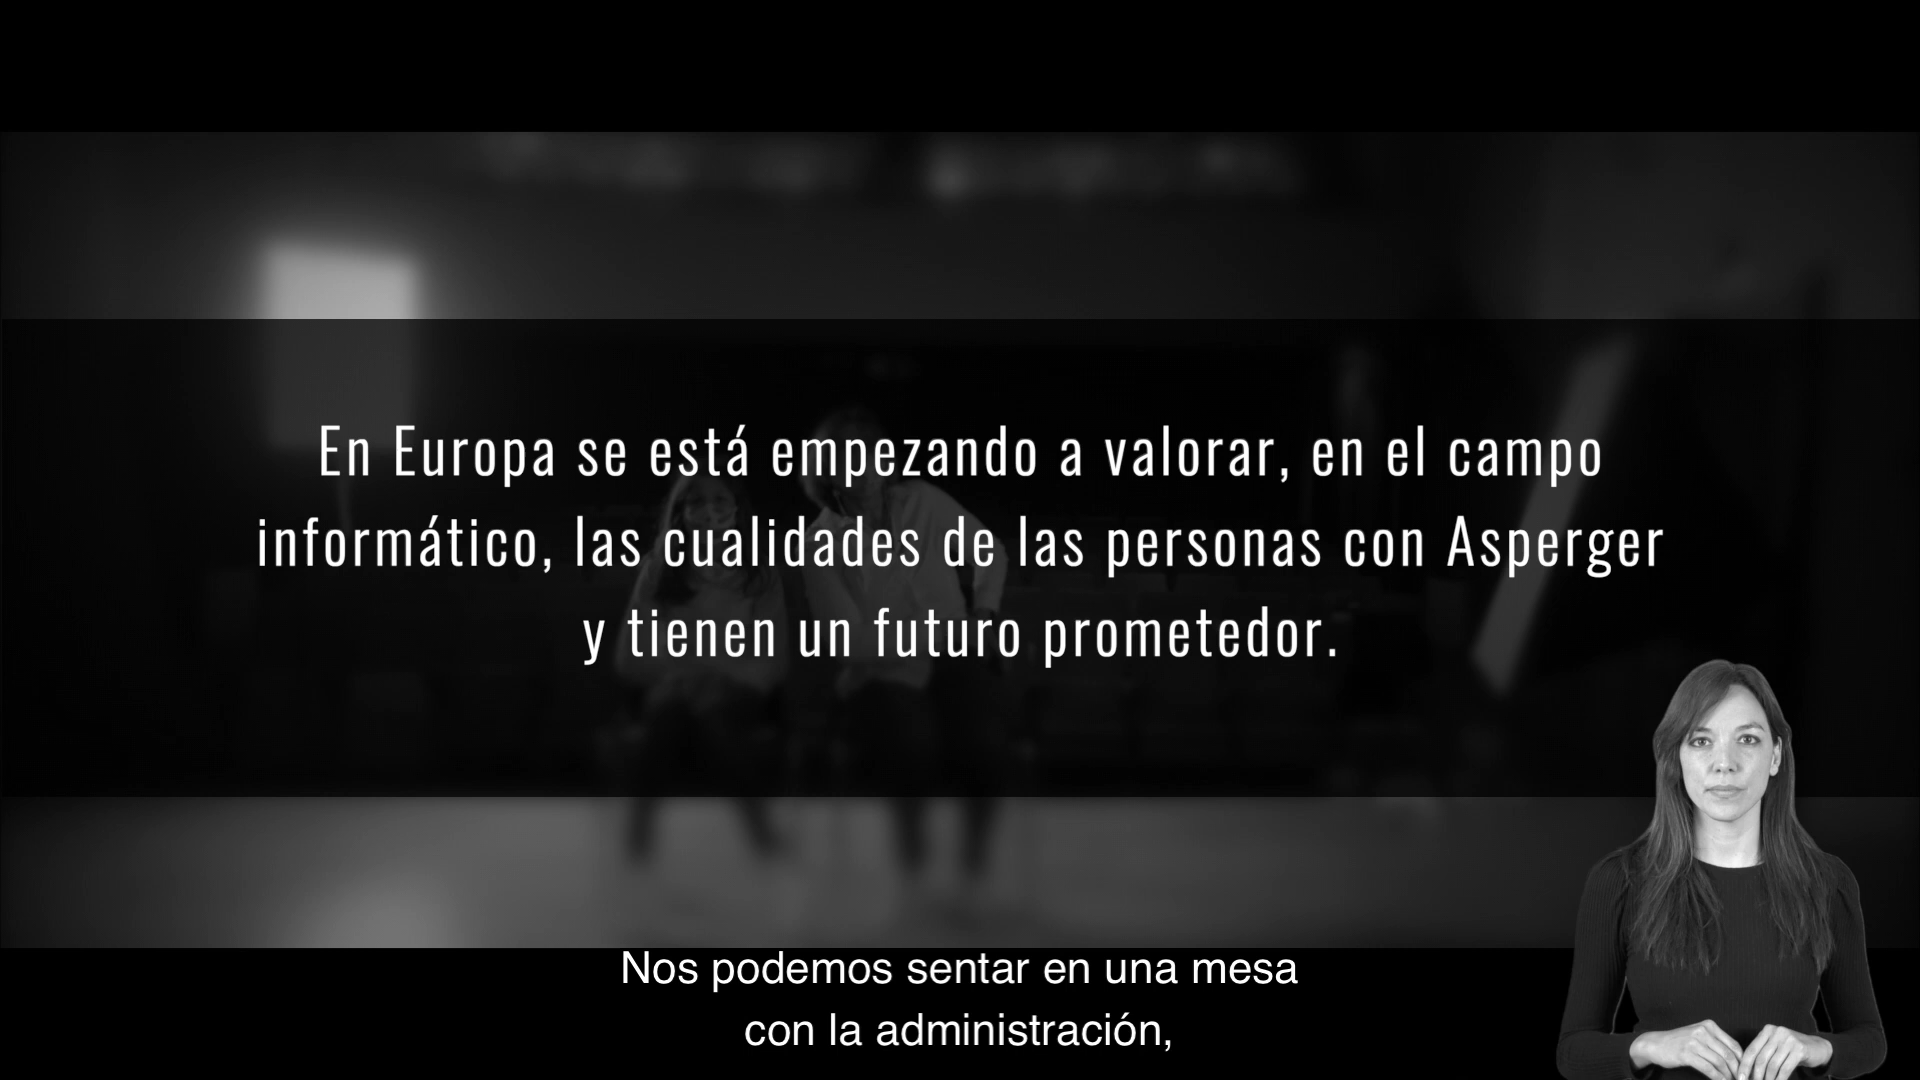 En Europa se está empezando a valorar, en el campo
informático, las cualidades de las personas con Asperger
y tienen un futuro prometedor.
Nos podemos sentar en una mesa
con la administración,